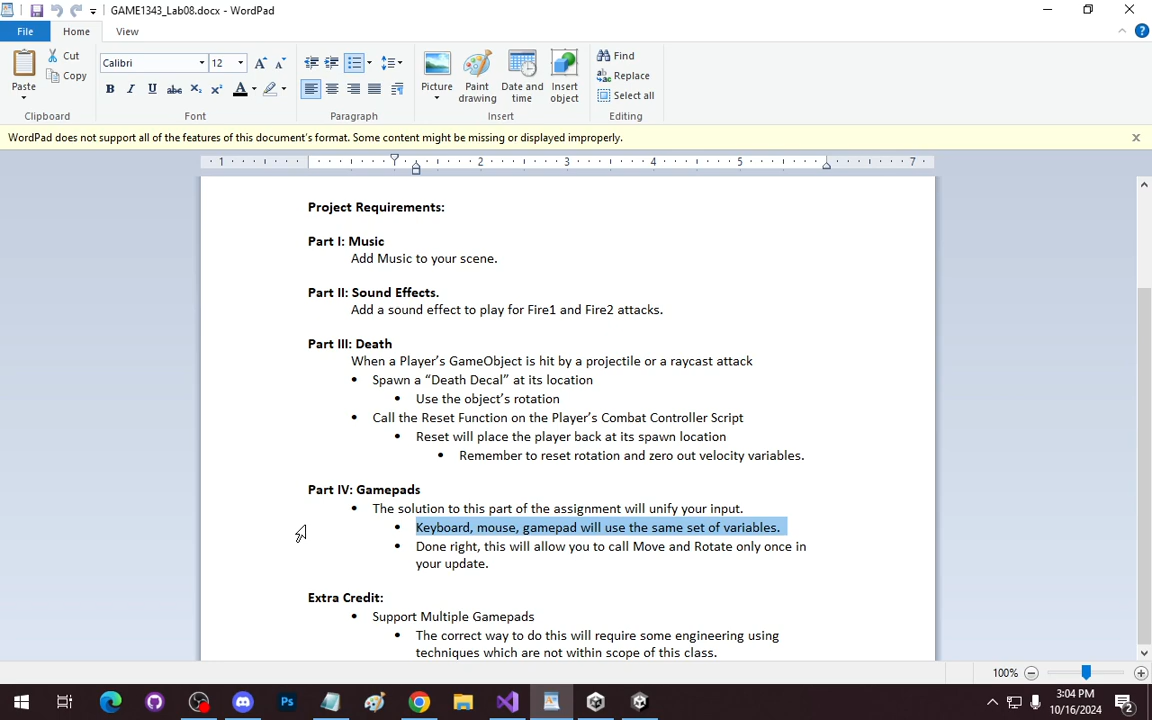 GAME1343_Lab08.docx - WordPad
File
Home
View
Paste
Cut
Copy
Clipboard
Calibri
12
Font
Paragraph
Picture
Paint drawing
Date and time
Insert object
Insert
Find
Replace
Select all
Editing
WordPad does not support all of the features of this document's format. Some content might be missing or displayed improperly.
1 2 3 4 5 7
Project Requirements:
Part I: Music
Add Music to your scene.
Part II: Sound Effects.
Add a sound effect to play for Fire1 and Fire2 attacks.
Part III: Death
When a Player's GameObject is hit by a projectile or a raycast attack
• Spawn a “Death Decal” at its location
• Use the object's rotation
• Call the Reset Function on the Player's Combat Controller Script
• Reset will place the player back at its spawn location
• Remember to reset rotation and zero out velocity variables.
Part IV: Gamepads
• The solution to this part of the assignment will unify your input.
• Keyboard, mouse, gamepad will use the same set of variables.
• Done right, this will allow you to call Move and Rotate only once in
your update.
Extra Credit:
• Support Multiple Gamepads
• The correct way to do this will require some engineering using
techniques which are not within scope of this class.
100%
3:04 PM
10/16/2024
2